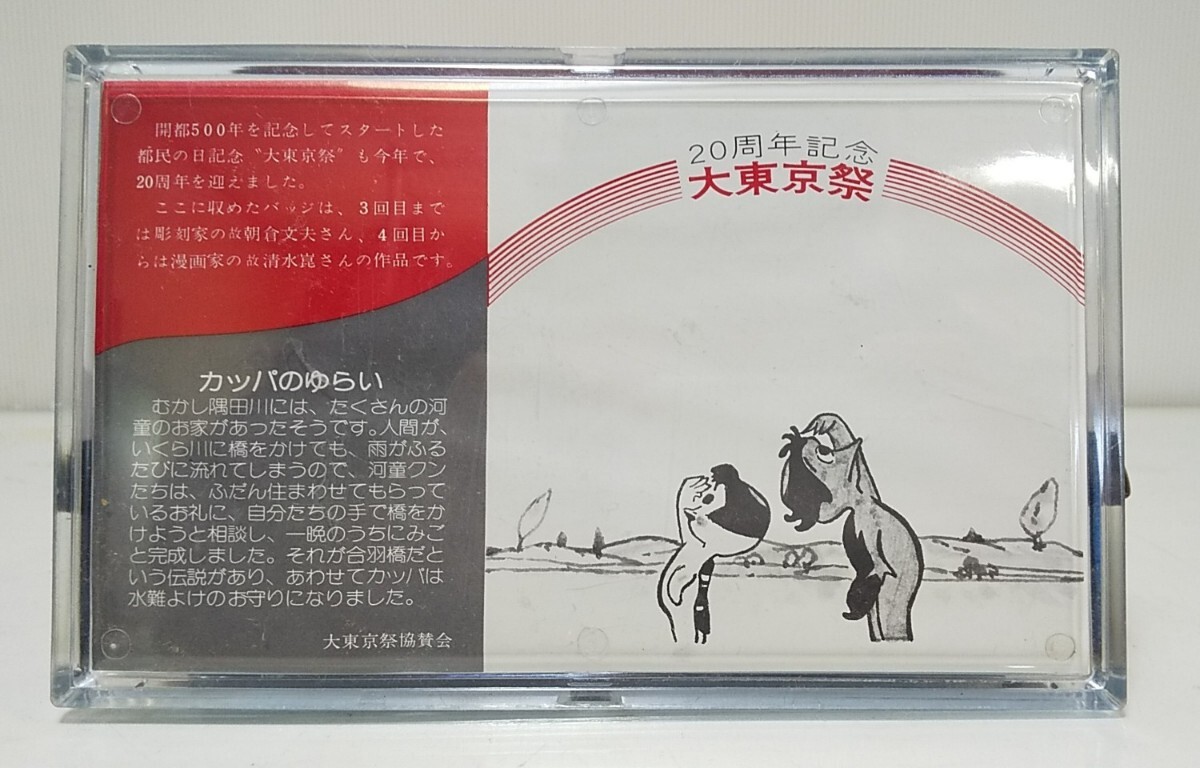 開都500年を記念してスタートした
都民の日記念“大東京祭”も今年で、
20周年を迎えました。
ここに収めたバッジは、3回目まで
は彫刻家の故朝倉文夫さん、4回目か
らは漫画家の故清水崑さんの作品です。
カッパのゆらい
むかし隅田川には、たくさんの河
童のお家があったそうです。人間が、
いくら川に橋をかけても、雨がふる
たびに流れてしまうので、河童クン
たちは、ふだん住まわせてもらって
いるお礼に、自分たちの手で橋をか
けようと相談し、一晩のうちにみご
と完成しました。それが合羽橋だと
いう伝説があり、あわせてカッパは
水難よけのお守りになりました。
大東京祭協賛会
20周年記念
大東京祭